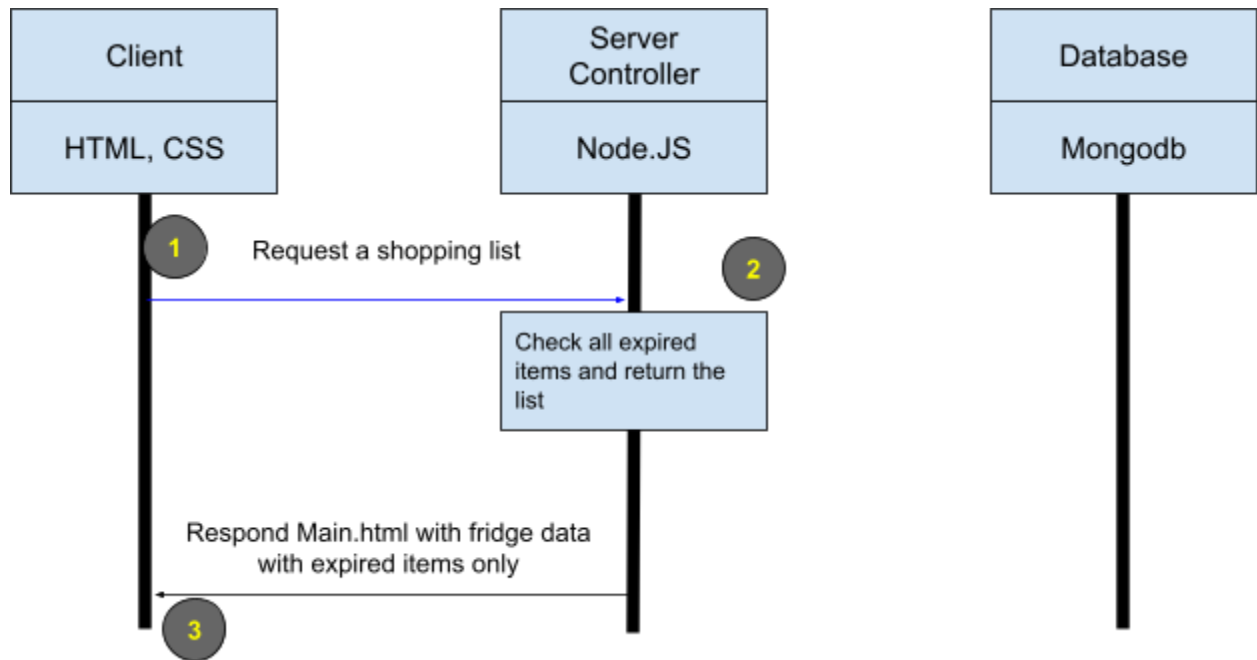 Client
Server
Controller
Database
HTML, CSS
Node.JS
Mongodb
1
Request a shopping list
2
Check all expired
items and return the
list
Respond Main.html with fridge data
with expired items only
3